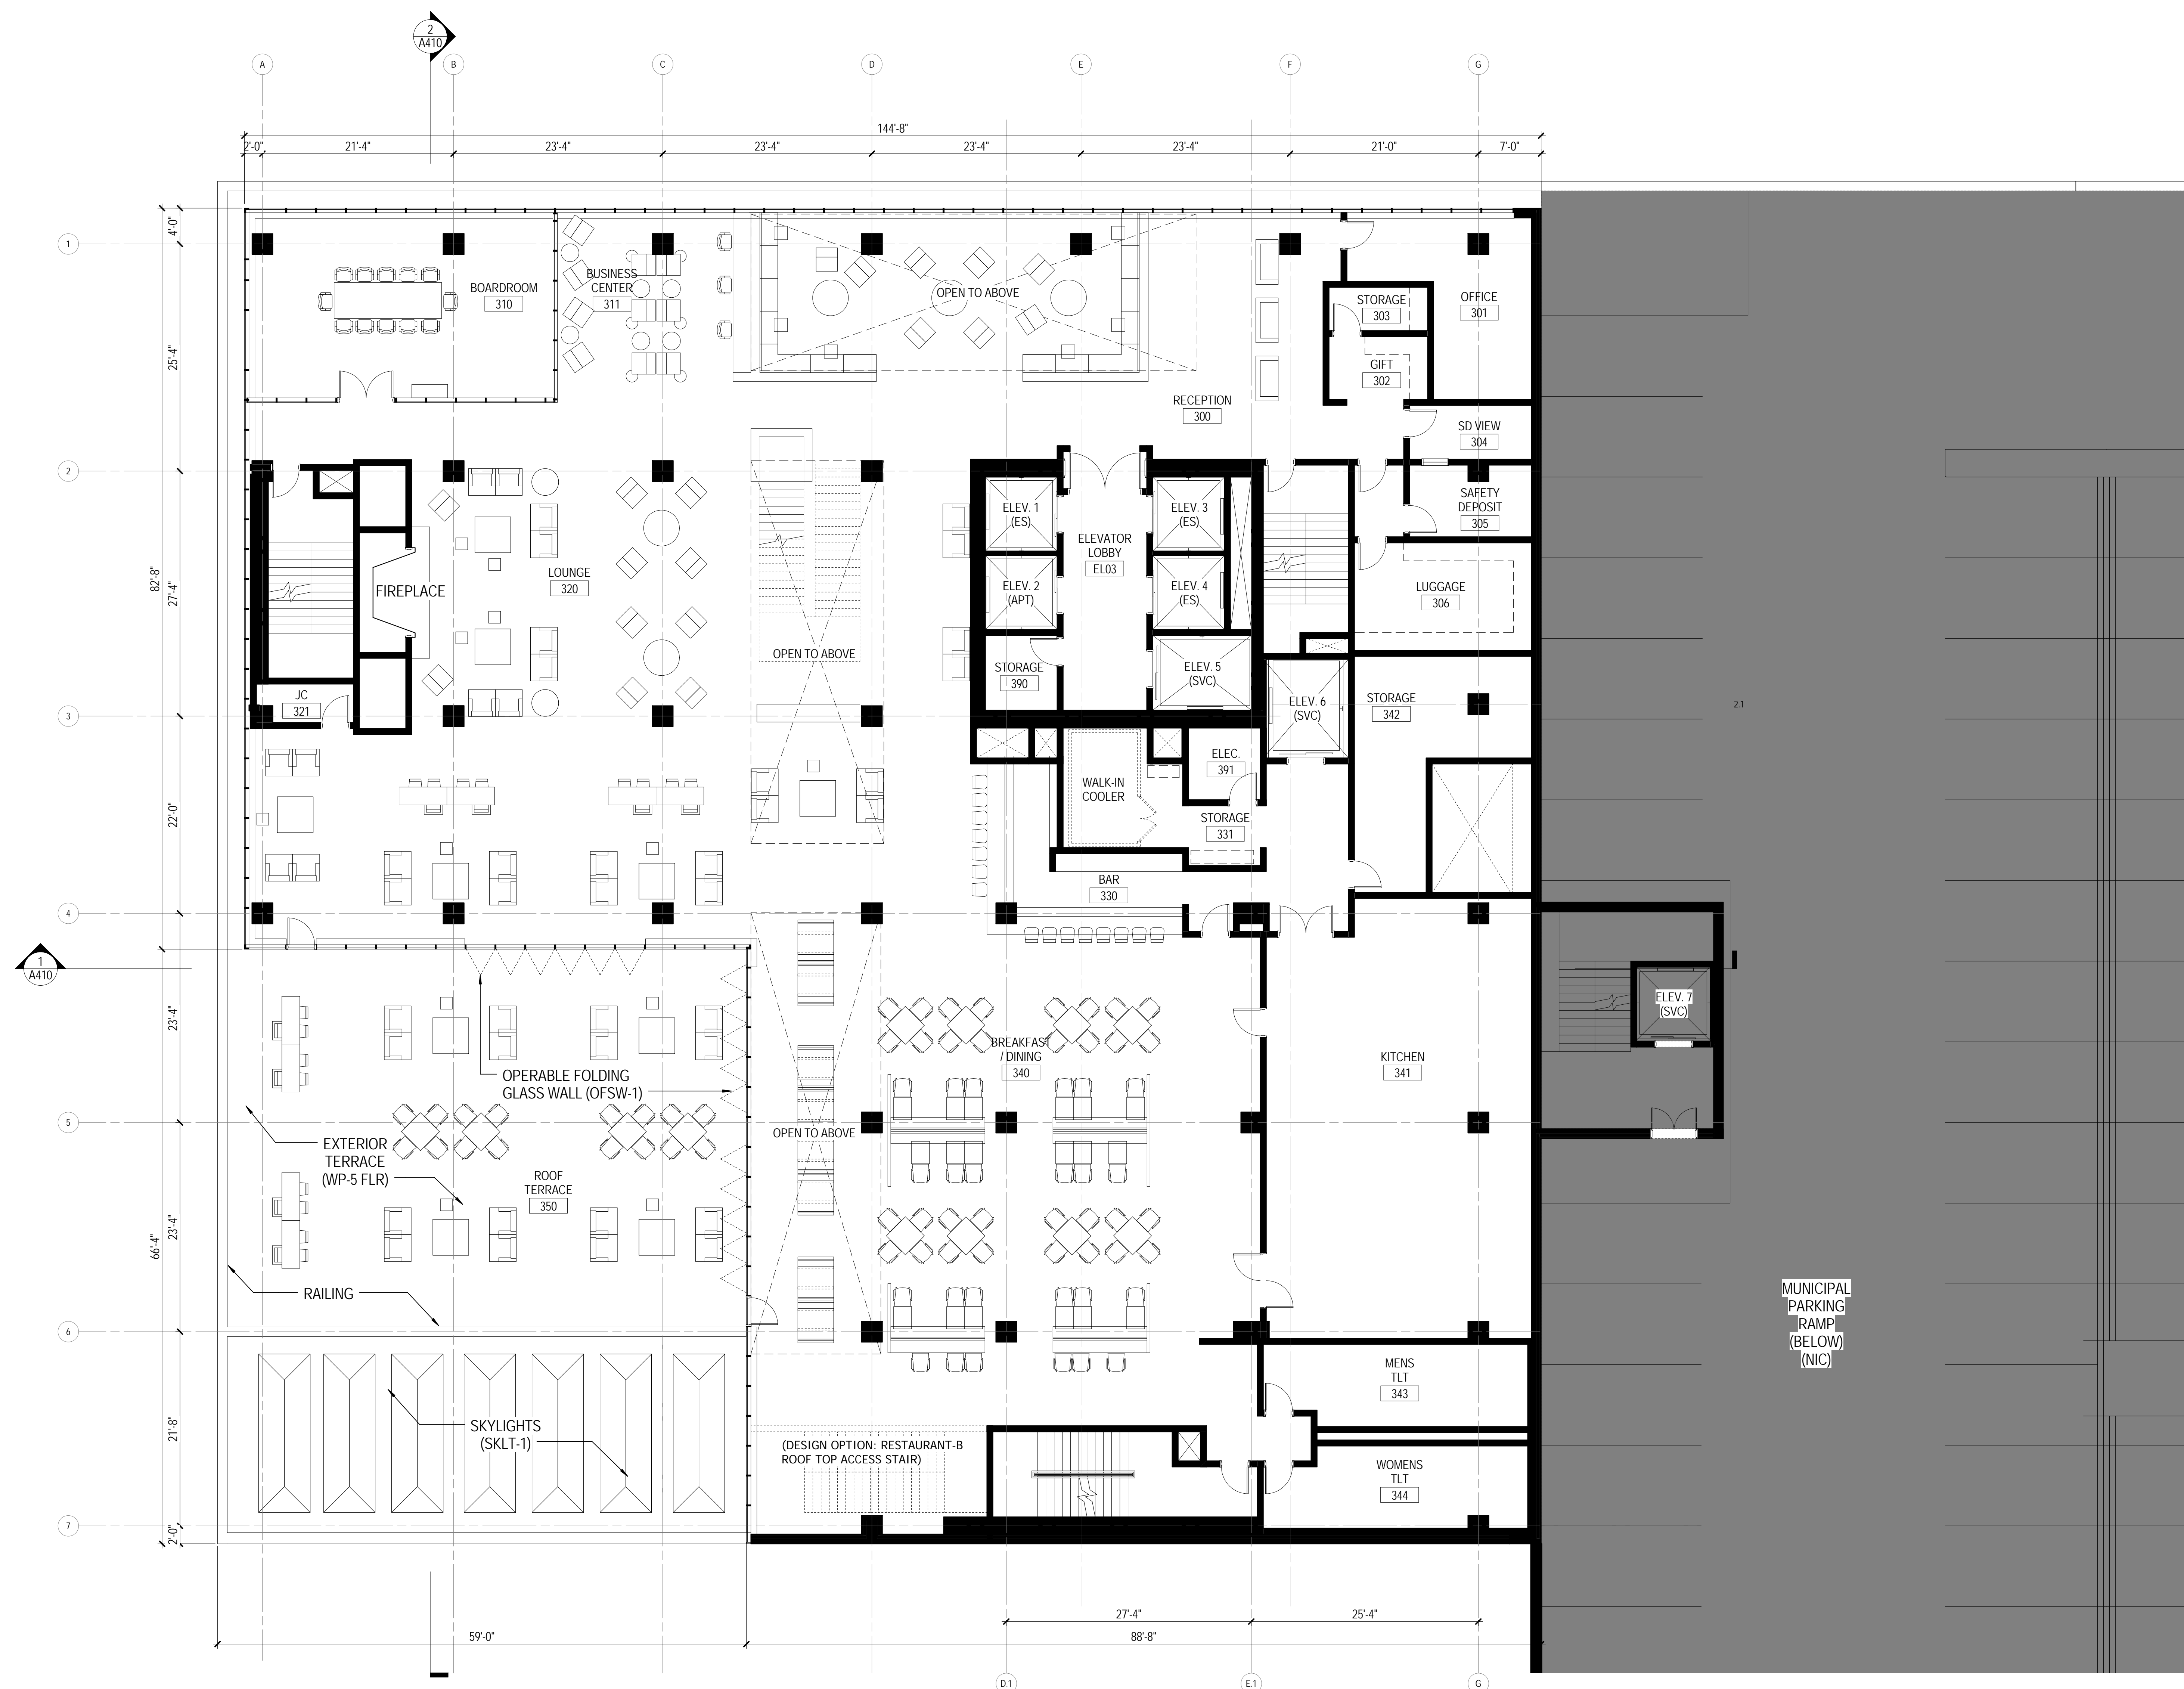 2
A410
A
B
C
D
E
F
G
144'-8"
2'-0"
21'-4"
23'-4"
23'-4"
23'-4"
23'-4"
21'-0"
7'-0"
4'-0"
1
25'-4"
BOARDROOM
310
BUSINESS
CENTER
311
OPEN TO ABOVE
STORAGE
303
OFFICE
301
GIFT
302
RECEPTION
300
SD VIEW
304
2
SAFETY
DEPOSIT
305
ELEV. 1
(ES)
ELEV. 3
(ES)
ELEVATOR
LOBBY
EL03
82'-8"
27'-4"
FIREPLACE
LOUNGE
320
ELEV. 2
(APT)
ELEV. 4
(ES)
LUGGAGE
306
OPEN TO ABOVE
STORAGE
390
ELEV. 5
(SVC)
JC
321
ELEV. 6
(SVC)
STORAGE
342
2.1
3
ELEC.
391
WALK-IN
COOLER
22'-0"
STORAGE
331
BAR
330
4
1
A410
ELEV. 7
(SVC)
23'-4"
BREAKFAST
/ DINING
340
KITCHEN
341
OPERABLE FOLDING
GLASS WALL (OFSW-1)
5
OPEN TO ABOVE
EXTERIOR
TERRACE
(WP-5 FLR)
ROOF
TERRACE
350
23'-4"
66'-4"
RAILING
MUNICIPAL
PARKING
RAMP
(BELOW)
(NIC)
6
MENS
TLT
343
21'-8"
SKYLIGHTS
(SKLT-1)
(DESIGN OPTION: RESTAURANT-B
ROOF TOP ACCESS STAIR)
WOMENS
TLT
344
7
2'-0"
27'-4"
25'-4"
59'-0"
88'-8"
D.1
E.1
G